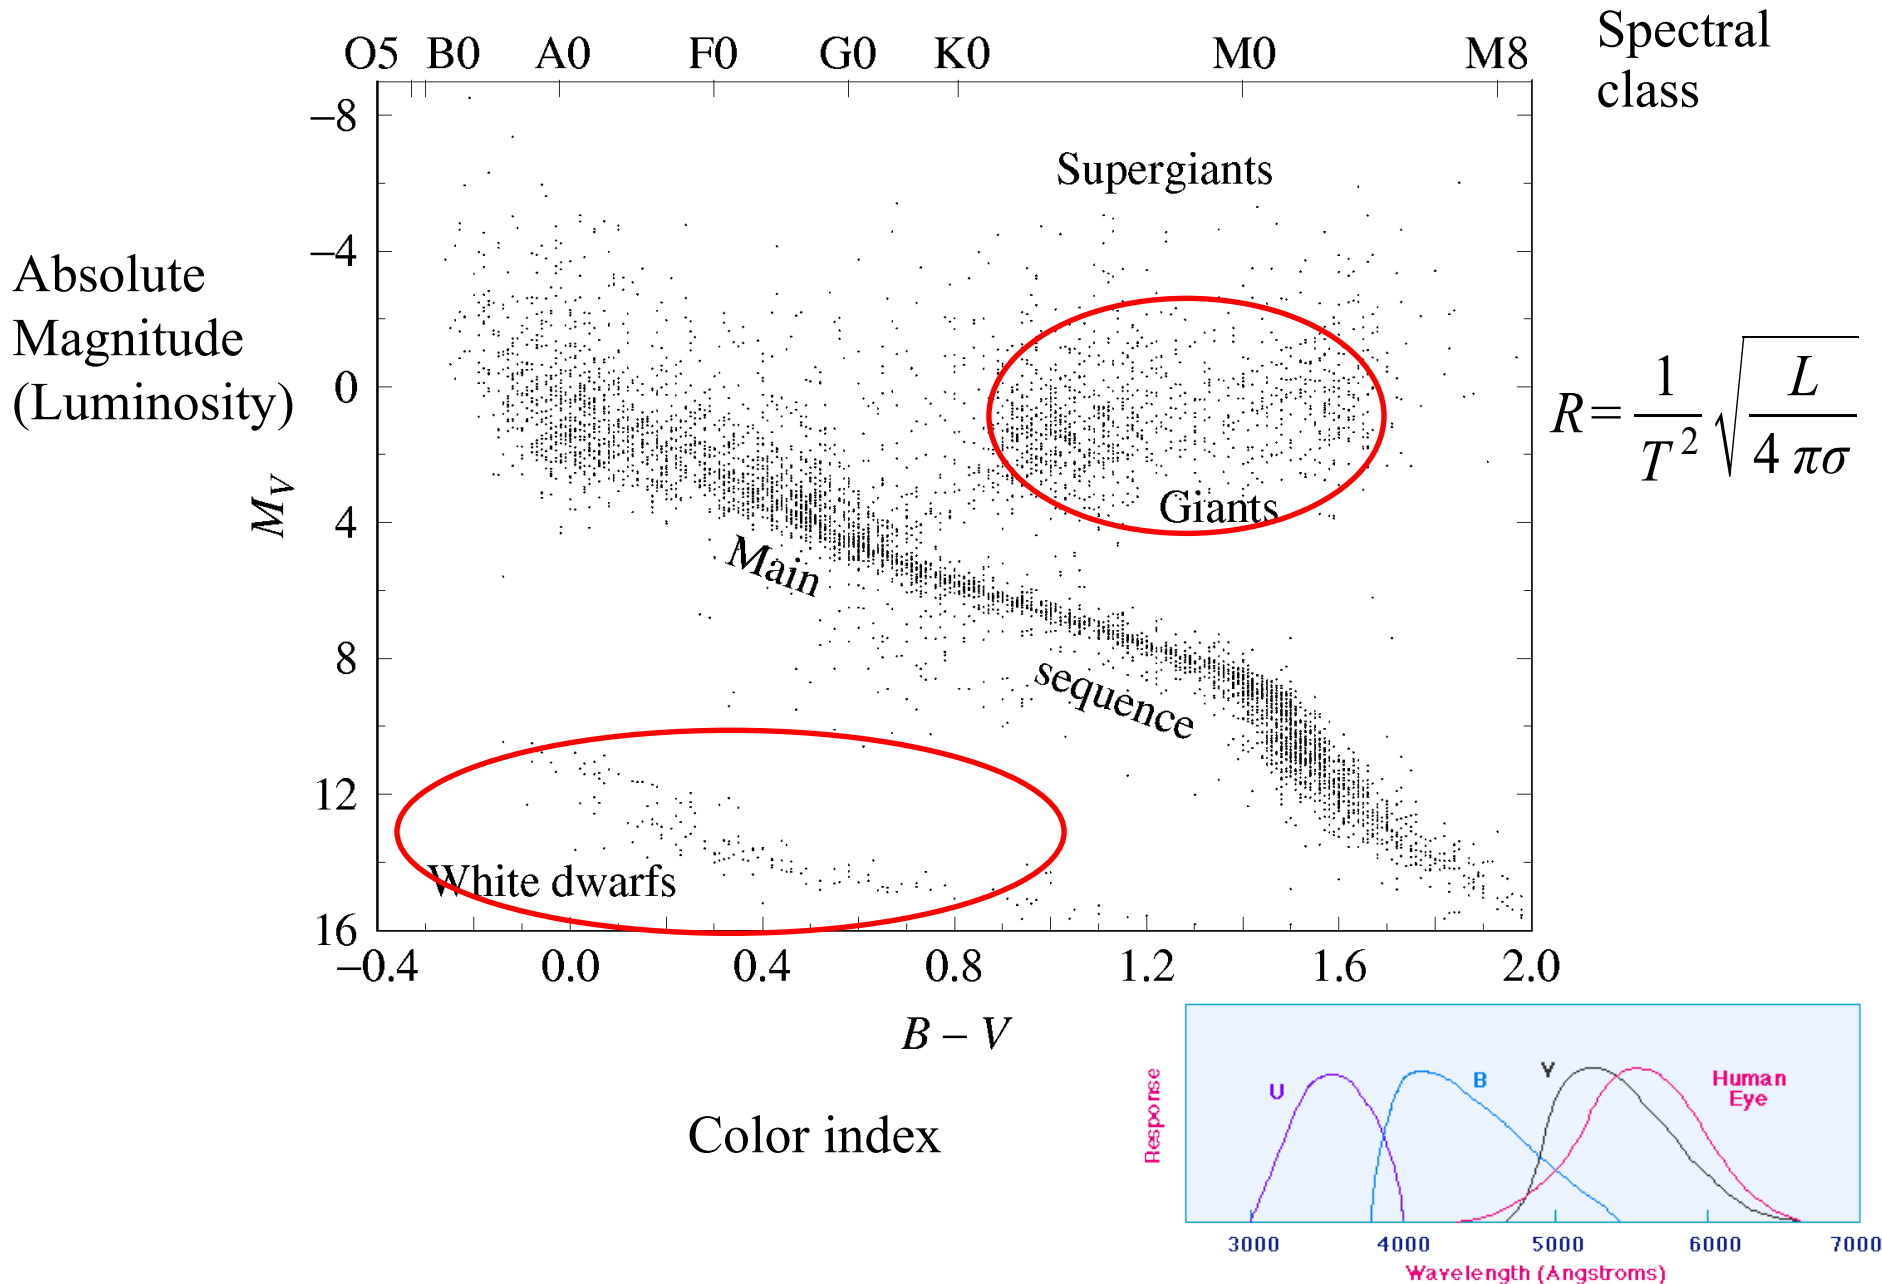 O5 B0 A0 F0 G0 K0 M0 M8
Spectral
class
Absolute
Magnitude
(Luminosity)
M_V
−8
−4
0
4
8
12
16
Supergiants
Giants
Main
sequence
White dwarfs
R = 1/T² √(L/4 πσ)
−0.4 0.0 0.4 0.8 1.2 1.6 2.0
B − V
Color index
Response
U
B
V
Human
Eye
3000 4000 5000 6000 7000
Wavelength (Angstroms)